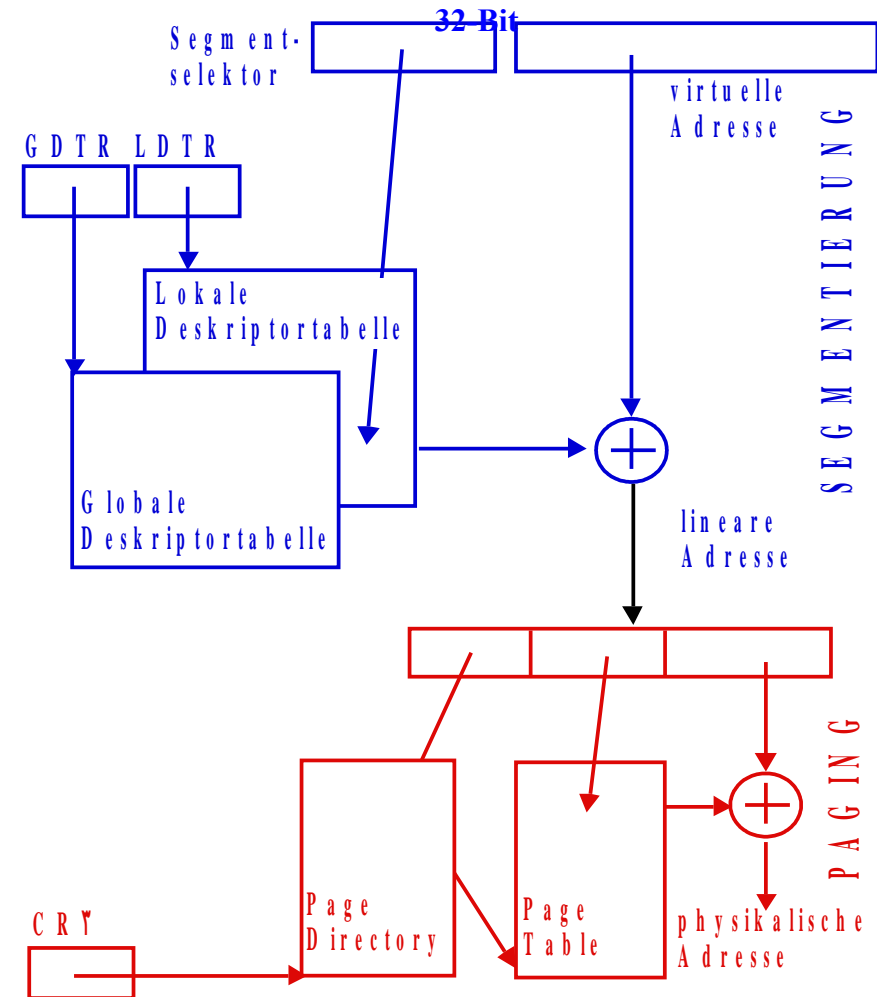 32-Bit
Segment-
selektor
virtuelle
Adresse
GDTR LDTR
SEGMENTIERUNG
Lokale
Deskriptortabelle
Globale
Deskriptortabelle
lineare
Adresse
PAGING
Page
Directory
Page
Table
physikalische
Adresse
CR۳